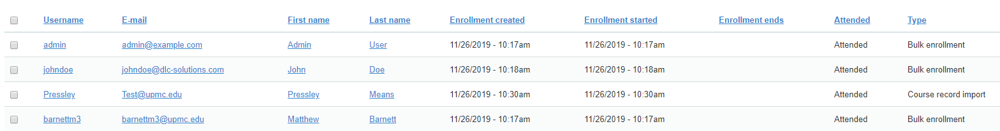 Username E-mail First name Last name Enrollment created Enrollment started Enrollment ends Attended Type
admin admin@example.com Admin User 11/26/2019 - 10:17am 11/26/2019 - 10:17am Attended Bulk enrollment
johndoe johndoe@dlc-solutions.com John Doe 11/26/2019 - 10:18am 11/26/2019 - 10:18am Attended Bulk enrollment
Pressley Test@upmc.edu Pressley Means 11/26/2019 - 10:30am 11/26/2019 - 10:30am Attended Course record import
barnettm3 barnettm3@upmc.edu Matthew Barnett 11/26/2019 - 10:17am 11/26/2019 - 10:17am Attended Bulk enrollment